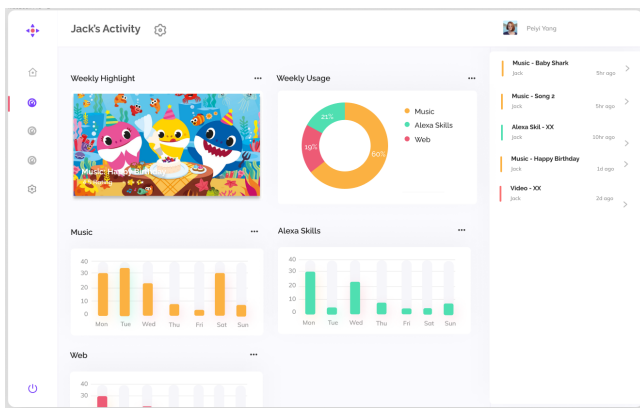 Jack's Activity
Peiyi Yang
Weekly Highlight
Weekly Usage
Music: Happy Birthday
21%
19%
60%
Music
Alexa Skills
Web
Music - Baby Shark
Jack
5hr ago
Music - Song 2
Jack
5hr ago
Alexa Skil - XX
Jack
10hr ago
Music - Happy Birthday
Jack
1d ago
Video - XX
Jack
2d ago
Music
40
30
20
10
0
Mon Tue Wed Thu Fri Sat Sun
Alexa Skills
40
30
20
10
0
Mon Tue Wed Thu Fri Sat Sun
Web
40
30